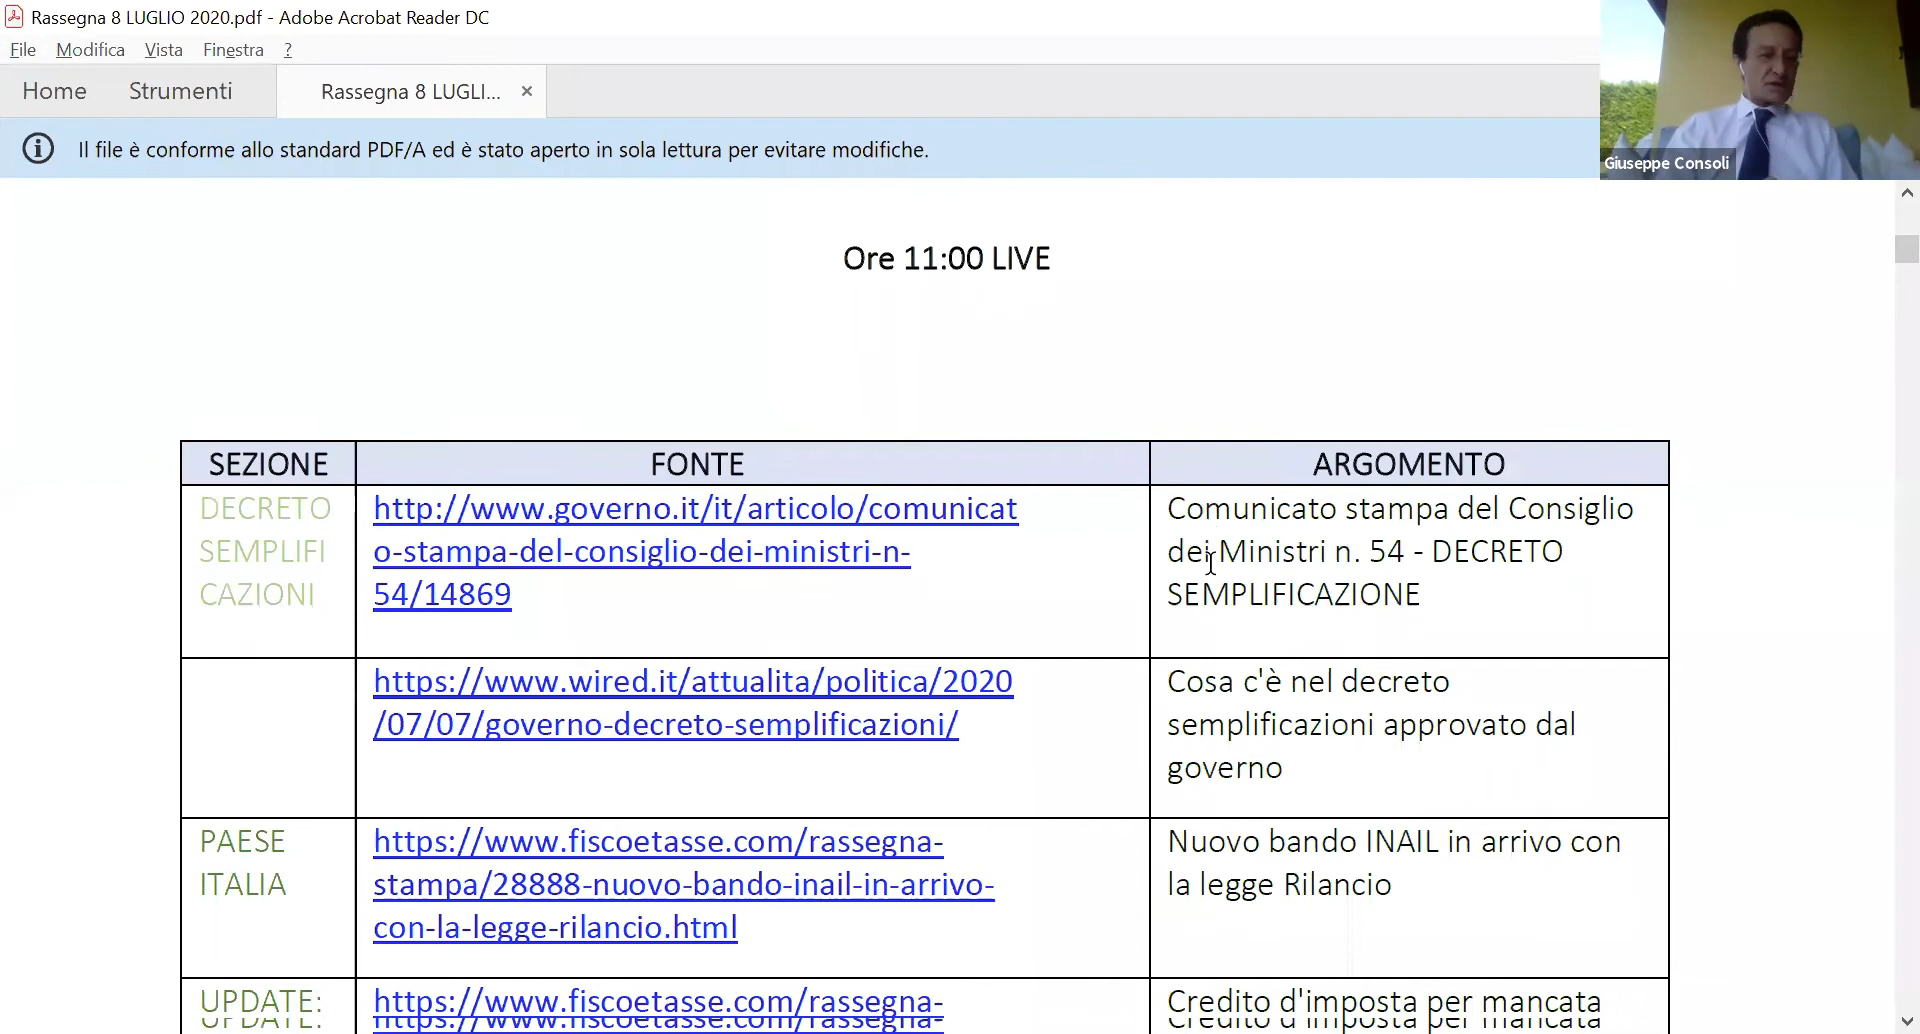 Rassegna 8 LUGLIO 2020.pdf - Adobe Acrobat Reader DC
File Modifica Vista Finestra ?
Home Strumenti Rassegna 8 LUGLI... ×
Il file è conforme allo standard PDF/A ed è stato aperto in sola lettura per evitare modifiche.
Giuseppe Consoli
Ore 11:00 LIVE
SEZIONE FONTE ARGOMENTO
DECRETO
SEMPLIFI
CAZIONI
http://www.governo.it/it/articolo/comunicat
o-stampa-del-consiglio-dei-ministri-n-
54/14869
Comunicato stampa del Consiglio
dei Ministri n. 54 - DECRETO
SEMPLIFICAZIONE
https://www.wired.it/attualita/politica/2020
/07/07/governo-decreto-semplificazioni/
Cosa c'è nel decreto
semplificazioni approvato dal
governo
PAESE
ITALIA
https://www.fiscoetasse.com/rassegna-
stampa/28888-nuovo-bando-inail-in-arrivo-
con-la-legge-rilancio.html
Nuovo bando INAIL in arrivo con
la legge Rilancio
UPDATE:
https://www.fiscoetasse.com/rassegna-
Credito d'imposta per mancata